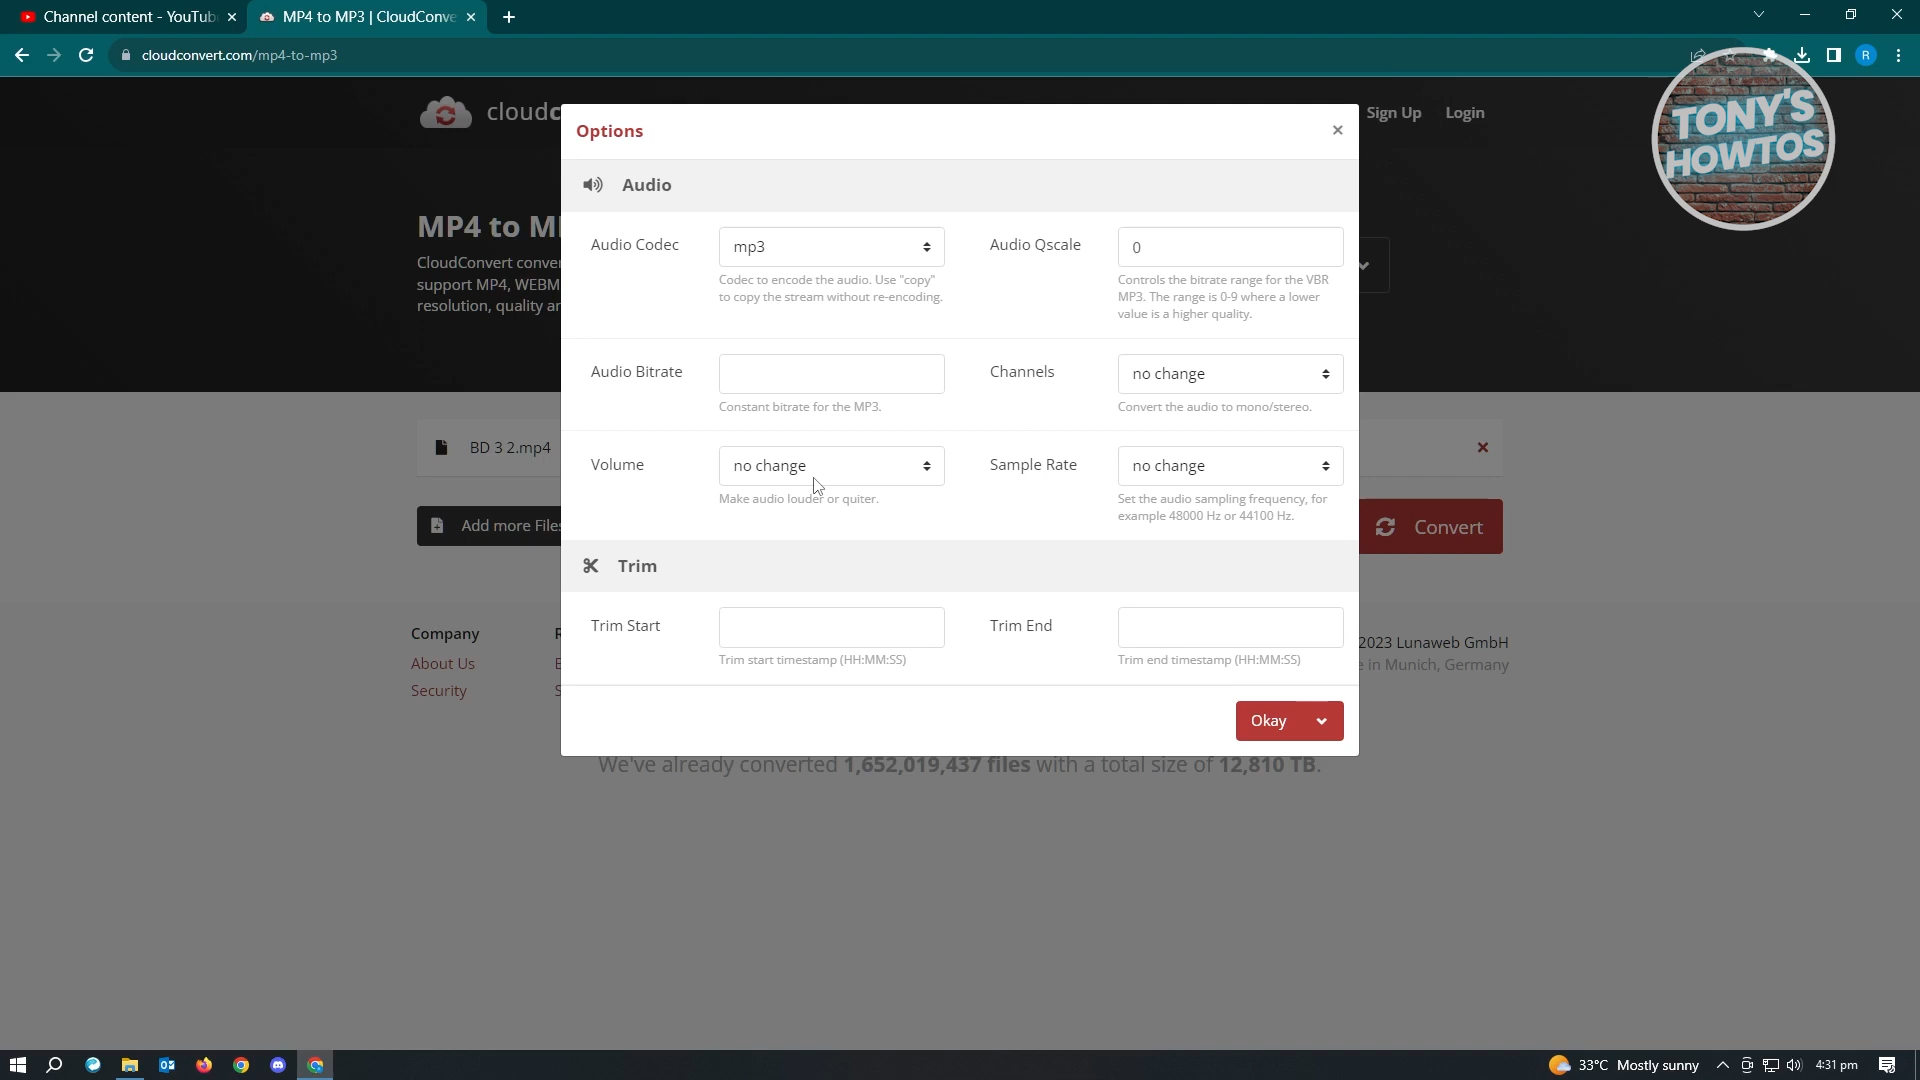 Channel content - YouTub
MP4 to MP3 | CloudConve
cloudconvert.com/mp4-to-mp3
R
TONY'S
HOWTOS
Sign Up
Login
Options
Audio
MP4 to
CloudConvert
support MP4, WEBM
resolution, quality
Audio Codec
mp3
Codec to encode the audio. Use "copy"
to copy the stream without re-encoding.
Audio Qscale
0
Controls the bitrate range for the VBR
MP3. The range is 0-9 where a lower
value is a higher quality.
Audio Bitrate
Constant bitrate for the MP3.
Channels
no change
Convert the audio to mono/stereo.
BD 3 2.mp4
Volume
no change
Make audio louder or quiter.
Sample Rate
no change
Set the audio sampling frequency, for
example 48000 Hz or 44100 Hz.
Add more Files
Convert
Trim
Trim Start
Trim start timestamp (HH:MM:SS)
Trim End
Trim end timestamp (HH:MM:SS)
Company
About Us
Security
2023 Lunaweb GmbH
in Munich, Germany
Okay
We've already converted 1,652,019,437 files with a total size of 12,810 TB.
33°C Mostly sunny
4:31 pm